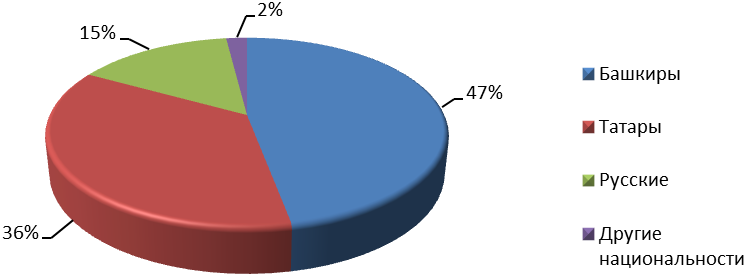 2%
15%
47%
36%
Башкиры
Татары
Русские
Другие
национальности